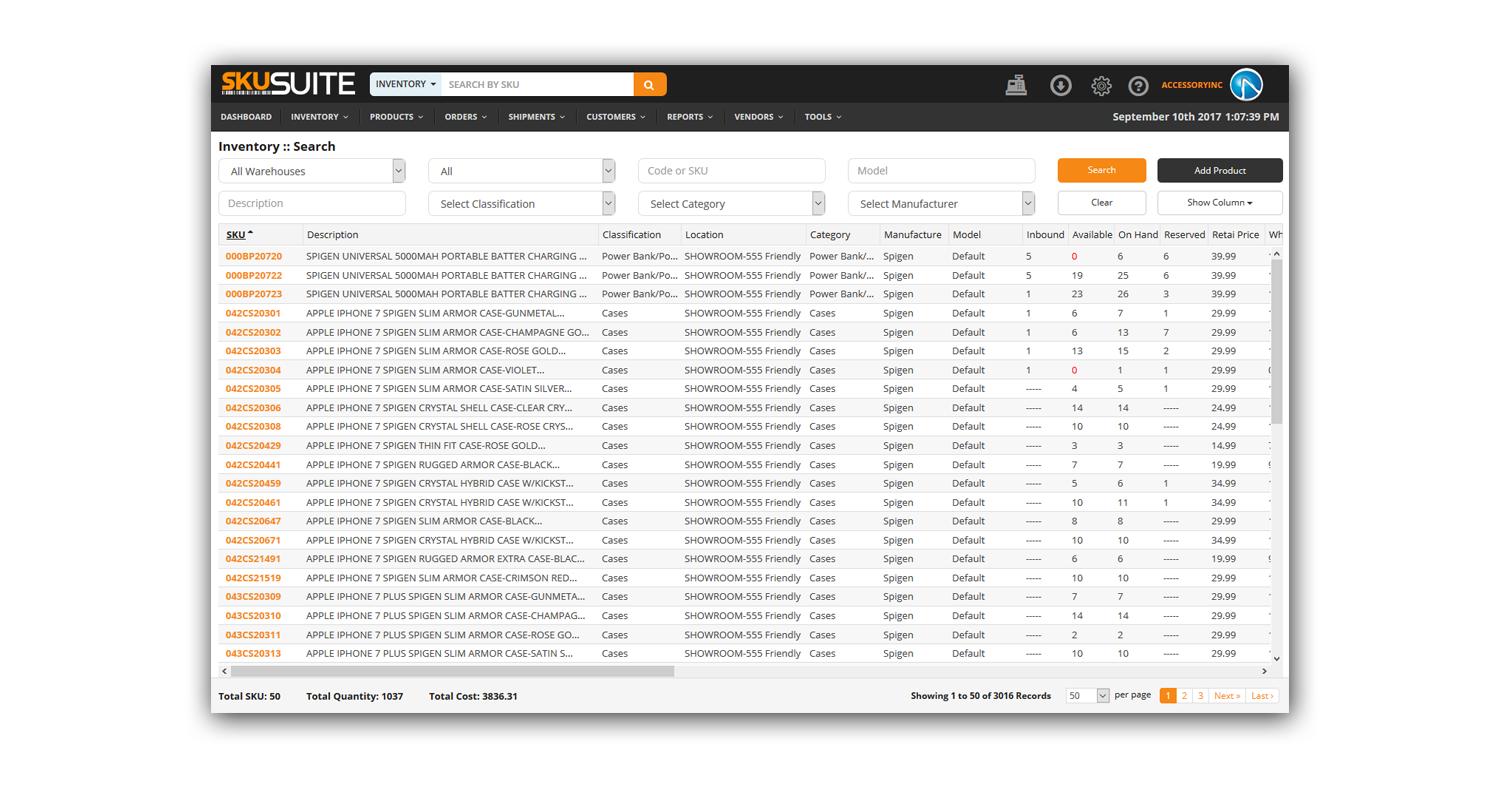 SKUSUITE INVENTORY SEARCH BY SKU ACCESSORYINC
DASHBOARD INVENTORY PRODUCTS ORDERS SHIPMENTS CUSTOMERS REPORTS VENDORS TOOLS September 10th 2017 1:07:39 PM
Inventory :: Search
All Warehouses All Code or SKU Model Search Add Product
Description Select Classification Select Category Select Manufacturer Clear Show Column
SKU Description Classification Location Category Manufacture Model Inbound Available On Hand Reserved Retai Price Wh
000BP20720 SPIGEN UNIVERSAL 5000MAH PORTABLE BATTER CHARGING ... Power Bank/Po... SHOWROOM-555 Friendly Power Bank/... Spigen Default 5 0 6 6 39.99
000BP20722 SPIGEN UNIVERSAL 5000MAH PORTABLE BATTER CHARGING ... Power Bank/Po... SHOWROOM-555 Friendly Power Bank/... Spigen Default 5 19 25 6 39.99
000BP20723 SPIGEN UNIVERSAL 5000MAH PORTABLE BATTER CHARGING ... Power Bank/Po... SHOWROOM-555 Friendly Power Bank/... Spigen Default 1 23 26 3 39.99
042CS20301 APPLE IPHONE 7 SPIGEN SLIM ARMOR CASE-GUNMETAL... Cases SHOWROOM-555 Friendly Cases Spigen Default 1 6 7 1 29.99
042CS20302 APPLE IPHONE 7 SPIGEN SLIM ARMOR CASE-CHAMPAGNE GO... Cases SHOWROOM-555 Friendly Cases Spigen Default 1 6 13 7 29.99
042CS20303 APPLE IPHONE 7 SPIGEN SLIM ARMOR CASE-ROSE GOLD... Cases SHOWROOM-555 Friendly Cases Spigen Default 1 13 15 2 29.99
042CS20304 APPLE IPHONE 7 SPIGEN SLIM ARMOR CASE-VIOLET... Cases SHOWROOM-555 Friendly Cases Spigen Default 1 0 1 1 29.99
042CS20305 APPLE IPHONE 7 SPIGEN SLIM ARMOR CASE-SATIN SILVER... Cases SHOWROOM-555 Friendly Cases Spigen Default ----- 4 5 1 29.99
042CS20306 APPLE IPHONE 7 SPIGEN CRYSTAL SHELL CASE-CLEAR CRY... Cases SHOWROOM-555 Friendly Cases Spigen Default ----- 14 14 ----- 24.99
042CS20308 APPLE IPHONE 7 SPIGEN CRYSTAL SHELL CASE-ROSE CRYS... Cases SHOWROOM-555 Friendly Cases Spigen Default ----- 10 10 ----- 24.99
042CS20429 APPLE IPHONE 7 SPIGEN THIN FIT CASE-ROSE GOLD... Cases SHOWROOM-555 Friendly Cases Spigen Default ----- 3 3 ----- 14.99
042CS20441 APPLE IPHONE 7 SPIGEN RUGGED ARMOR CASE-BLACK... Cases SHOWROOM-555 Friendly Cases Spigen Default ----- 7 7 ----- 19.99
042CS20459 APPLE IPHONE 7 SPIGEN CRYSTAL HYBRID CASE W/KICKST... Cases SHOWROOM-555 Friendly Cases Spigen Default ----- 5 6 1 34.99
042CS20461 APPLE IPHONE 7 SPIGEN CRYSTAL HYBRID CASE W/KICKST... Cases SHOWROOM-555 Friendly Cases Spigen Default ----- 10 11 1 34.99
042CS20647 APPLE IPHONE 7 SPIGEN SLIM ARMOR CASE-BLACK... Cases SHOWROOM-555 Friendly Cases Spigen Default ----- 8 8 ----- 29.99
042CS20671 APPLE IPHONE 7 SPIGEN CRYSTAL HYBRID CASE W/KICKST... Cases SHOWROOM-555 Friendly Cases Spigen Default ----- 10 10 ----- 34.99
042CS21491 APPLE IPHONE 7 SPIGEN RUGGED ARMOR EXTRA CASE-BLAC... Cases SHOWROOM-555 Friendly Cases Spigen Default ----- 6 6 ----- 19.99
042CS21519 APPLE IPHONE 7 SPIGEN SLIM ARMOR CASE-CRIMSON RED... Cases SHOWROOM-555 Friendly Cases Spigen Default ----- 10 10 ----- 29.99
043CS20309 APPLE IPHONE 7 PLUS SPIGEN SLIM ARMOR CASE-GUNMETA... Cases SHOWROOM-555 Friendly Cases Spigen Default ----- 7 7 ----- 29.99
043CS20310 APPLE IPHONE 7 PLUS SPIGEN SLIM ARMOR CASE-CHAMPAG... Cases SHOWROOM-555 Friendly Cases Spigen Default ----- 14 14 ----- 29.99
043CS20311 APPLE IPHONE 7 PLUS SPIGEN SLIM ARMOR CASE-ROSE GO... Cases SHOWROOM-555 Friendly Cases Spigen Default ----- 2 2 ----- 29.99
043CS20313 APPLE IPHONE 7 PLUS SPIGEN SLIM ARMOR CASE-SATIN S... Cases SHOWROOM-555 Friendly Cases Spigen Default ----- 10 10 ----- 29.99
Total SKU: 50 Total Quantity: 1037 Total Cost: 3836.31 Showing 1 to 50 of 3016 Records 50 per page 1 2 3 Next » Last ›